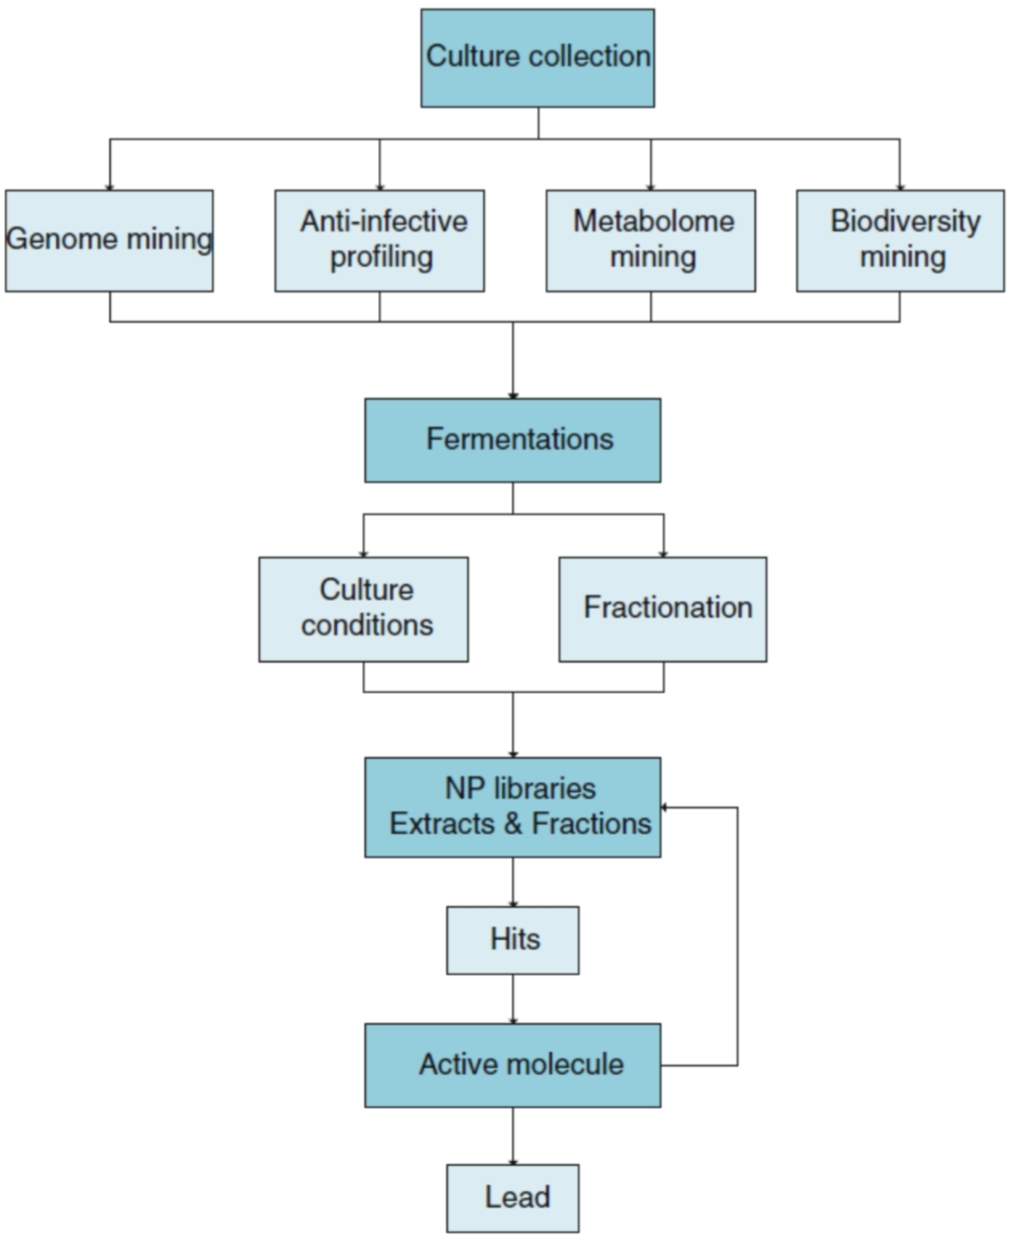 Culture collection
Genome mining
Anti-infective
profiling
Metabolome
mining
Biodiversity
mining
Fermentations
Culture
conditions
Fractionation
NP libraries
Extracts & Fractions
Hits
Active molecule
Lead